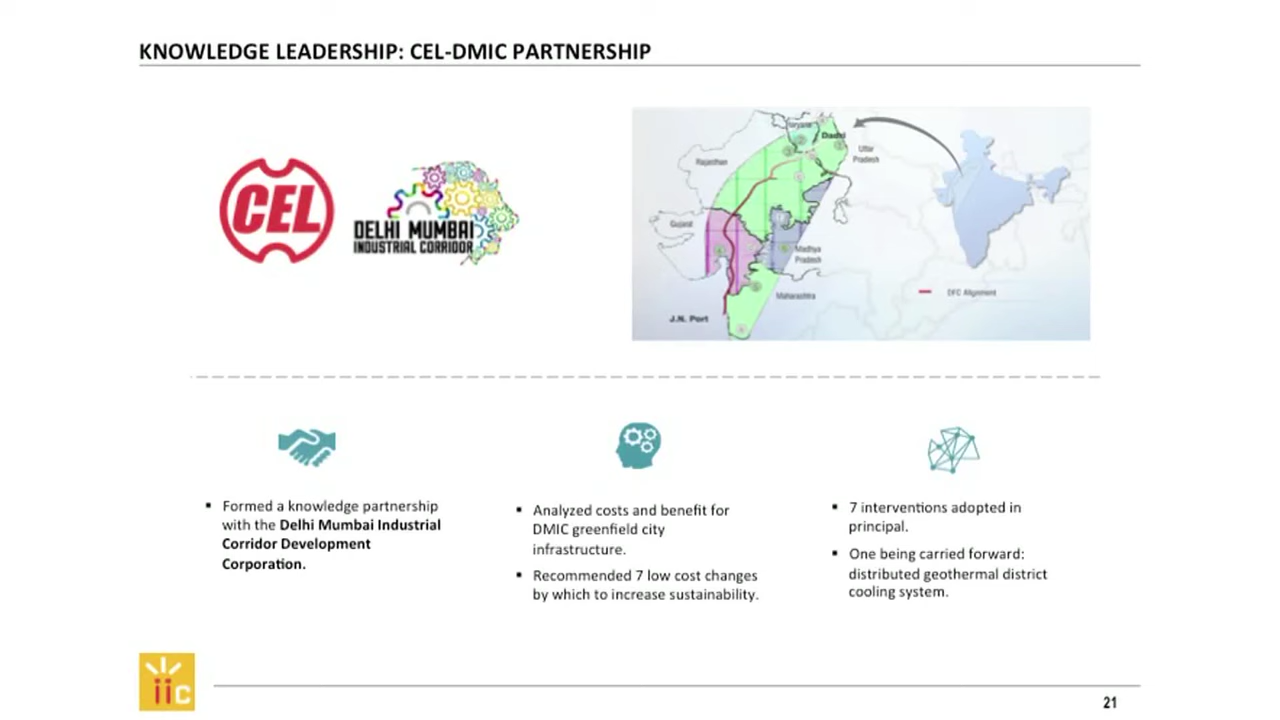 KNOWLEDGE LEADERSHIP: CEL-DMIC PARTNERSHIP
CEL
DELHI MUMBAI
INDUSTRIAL CORRIDOR
Haryana
Dadri
Uttar
Pradesh
Rajasthan
Gujarat
Madhya
Pradesh
Maharashtra
DFC Alignment
J.N. Port
▪ Formed a knowledge partnership
with the Delhi Mumbai Industrial
Corridor Development
Corporation.
▪ Analyzed costs and benefit for
DMIC greenfield city
infrastructure.
▪ Recommended 7 low cost changes
by which to increase sustainability.
▪ 7 interventions adopted in
principal.
▪ One being carried forward:
distributed geothermal district
cooling system.
iic
21